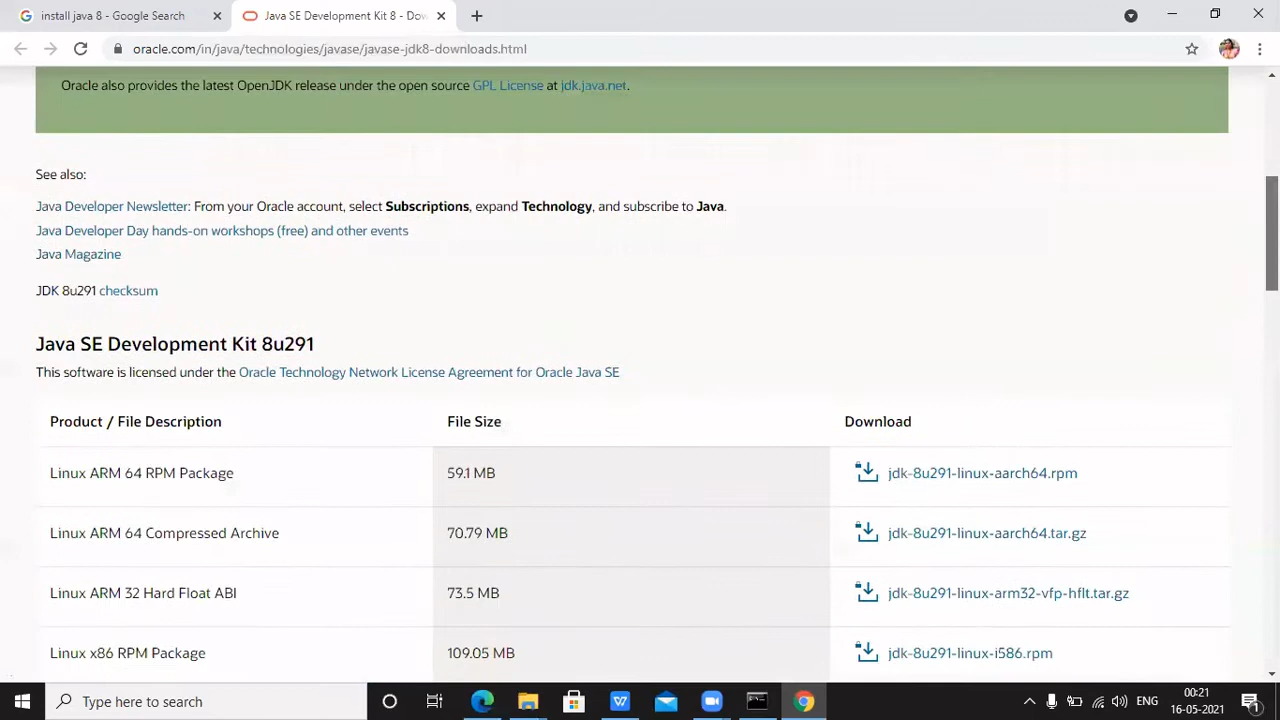 install java 8 - Google Search
Java SE Development Kit 8 - Dow
oracle.com/in/java/technologies/javase/javase-jdk8-downloads.html
Oracle also provides the latest OpenJDK release under the open source GPL License at jdk.java.net.
See also:
Java Developer Newsletter: From your Oracle account, select Subscriptions, expand Technology, and subscribe to Java.
Java Developer Day hands-on workshops (free) and other events
Java Magazine
JDK 8u291 checksum
Java SE Development Kit 8u291
This software is licensed under the Oracle Technology Network License Agreement for Oracle Java SE
Product / File Description File Size Download
Linux ARM 64 RPM Package 59.1 MB jdk-8u291-linux-aarch64.rpm
Linux ARM 64 Compressed Archive 70.79 MB jdk-8u291-linux-aarch64.tar.gz
Linux ARM 32 Hard Float ABI 73.5 MB jdk-8u291-linux-arm32-vfp-hflt.tar.gz
Linux x86 RPM Package 109.05 MB jdk-8u291-linux-i586.rpm
Type here to search
ENG
00:21
16-05-2021
1